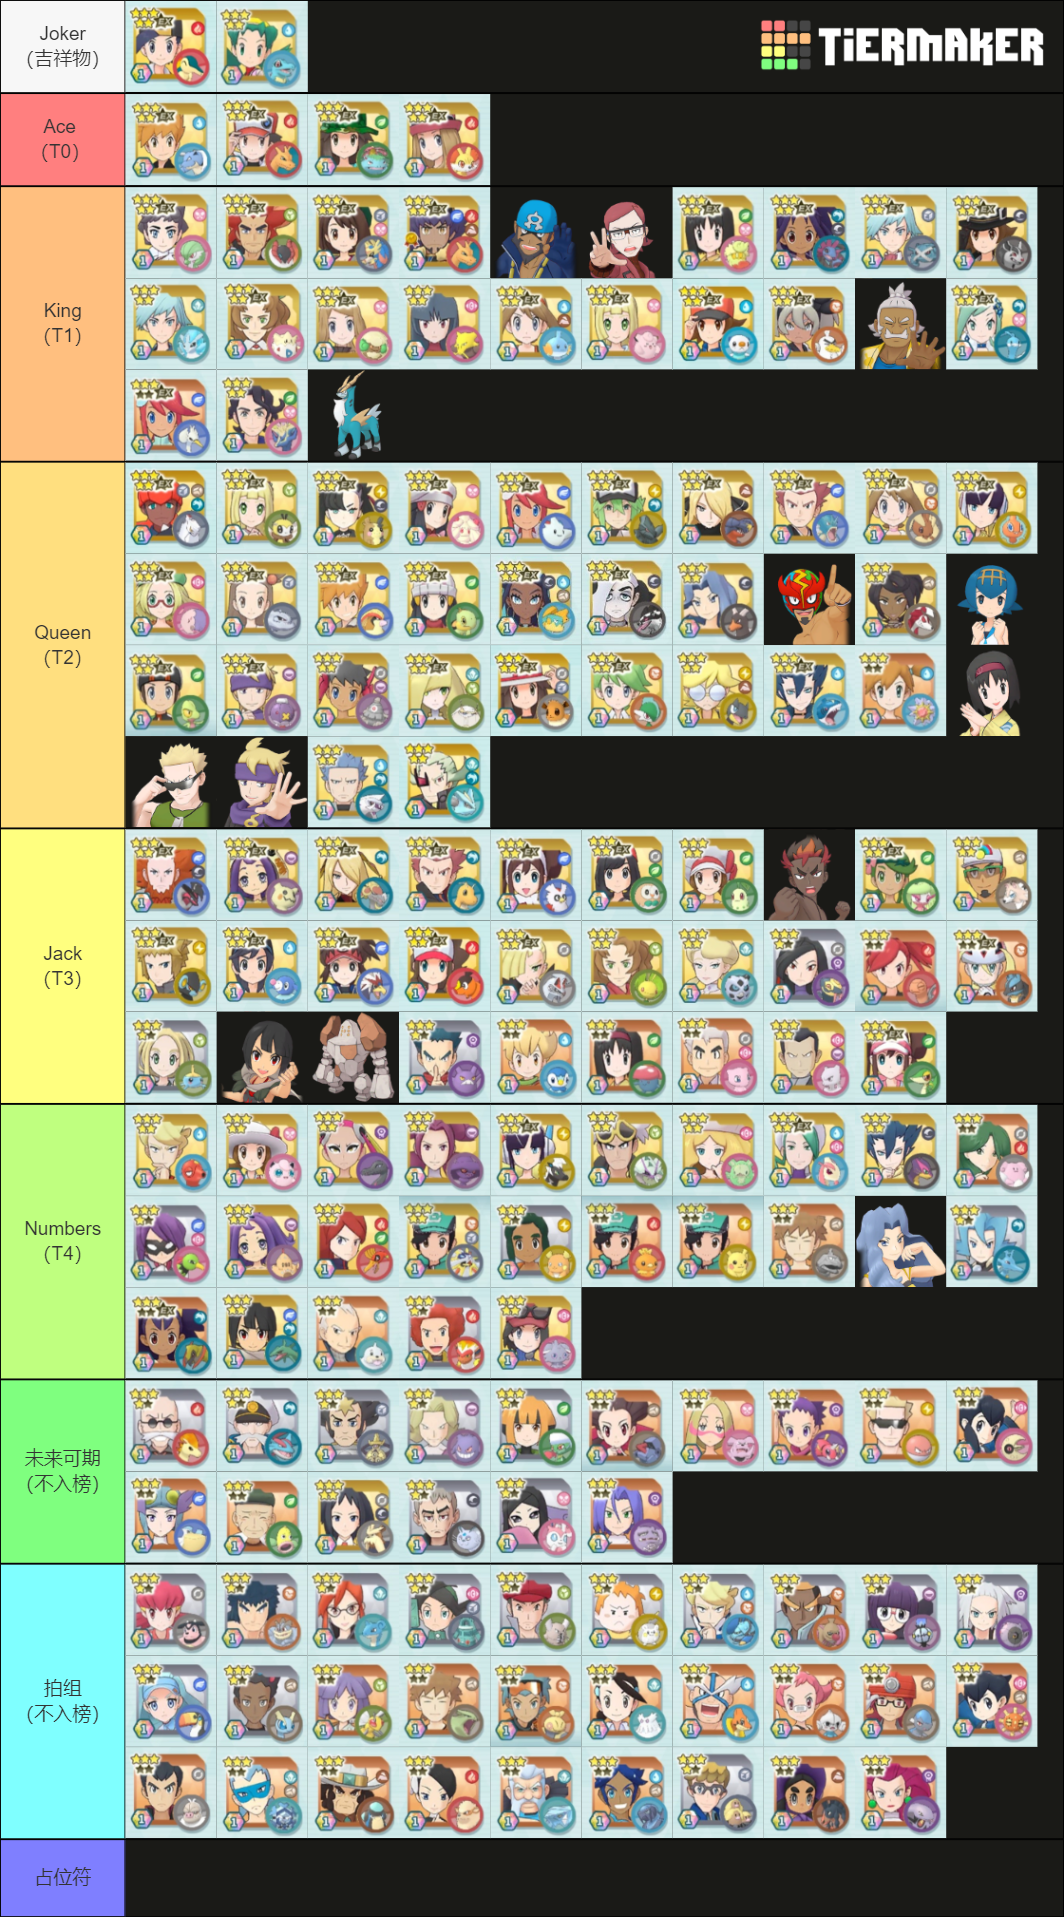 Joker
(吉祥物)
TiERMAKER
Ace
(T0)
King
(T1)
Queen
(T2)
Jack
(T3)
Numbers
(T4)
未来可期
(不入榜)
拍组
(不入榜)
占位符